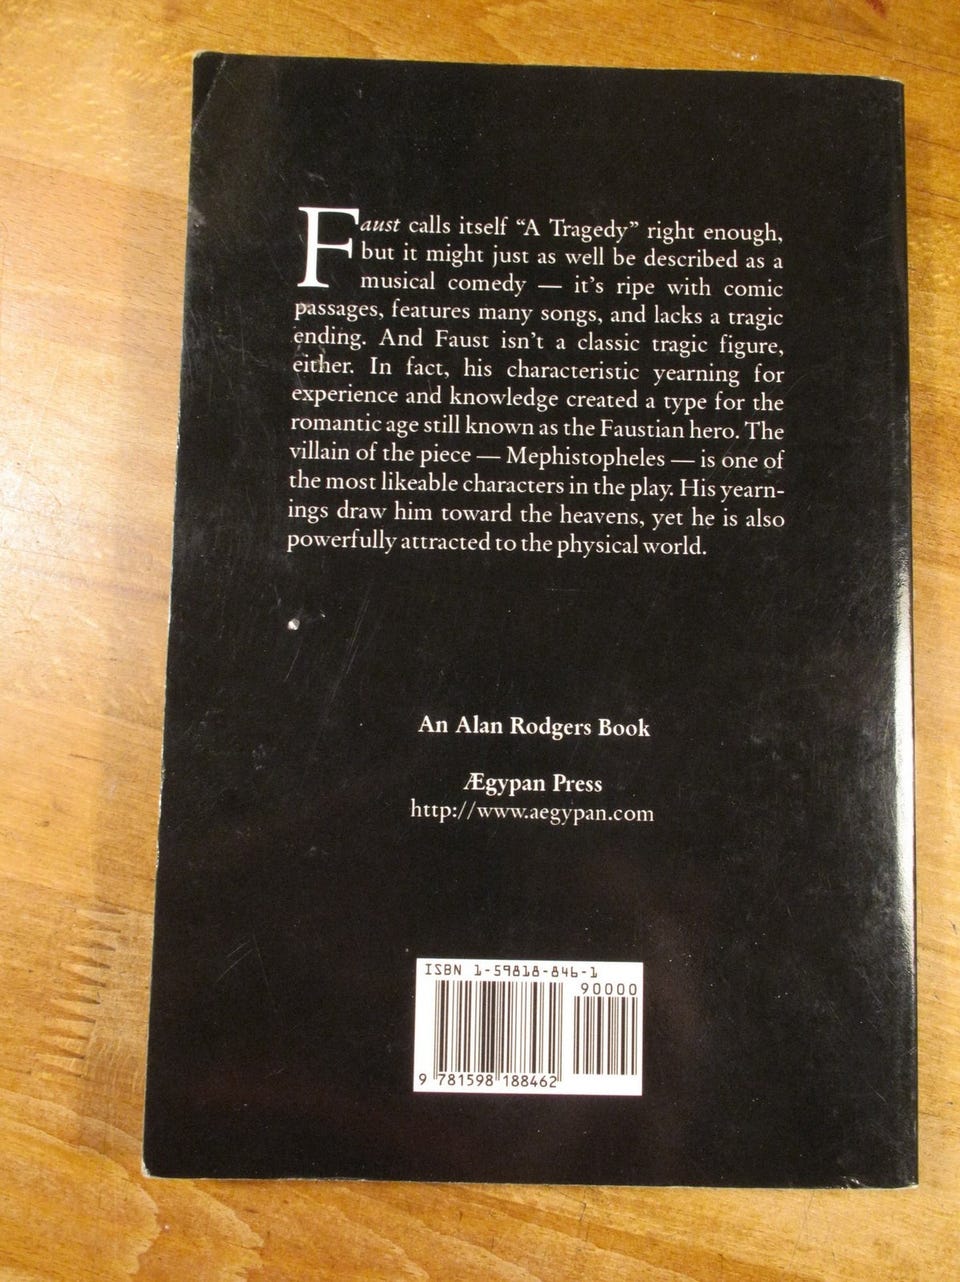 Faust calls itself “A Tragedy” right enough,
but it might just as well be described as a
musical comedy — it’s ripe with comic
passages, features many songs, and lacks a tragic
ending. And Faust isn’t a classic tragic figure,
either. In fact, his characteristic yearning for
experience and knowledge created a type for the
romantic age still known as the Faustian hero. The
villain of the piece — Mephistopheles — is one of
the most likeable characters in the play. His yearn-
ings draw him toward the heavens, yet he is also
powerfully attracted to the physical world.
An Alan Rodgers Book
Ægypan Press
http://www.aegypan.com
ISBN 1-59818-846-1
90000
9 781598 188462